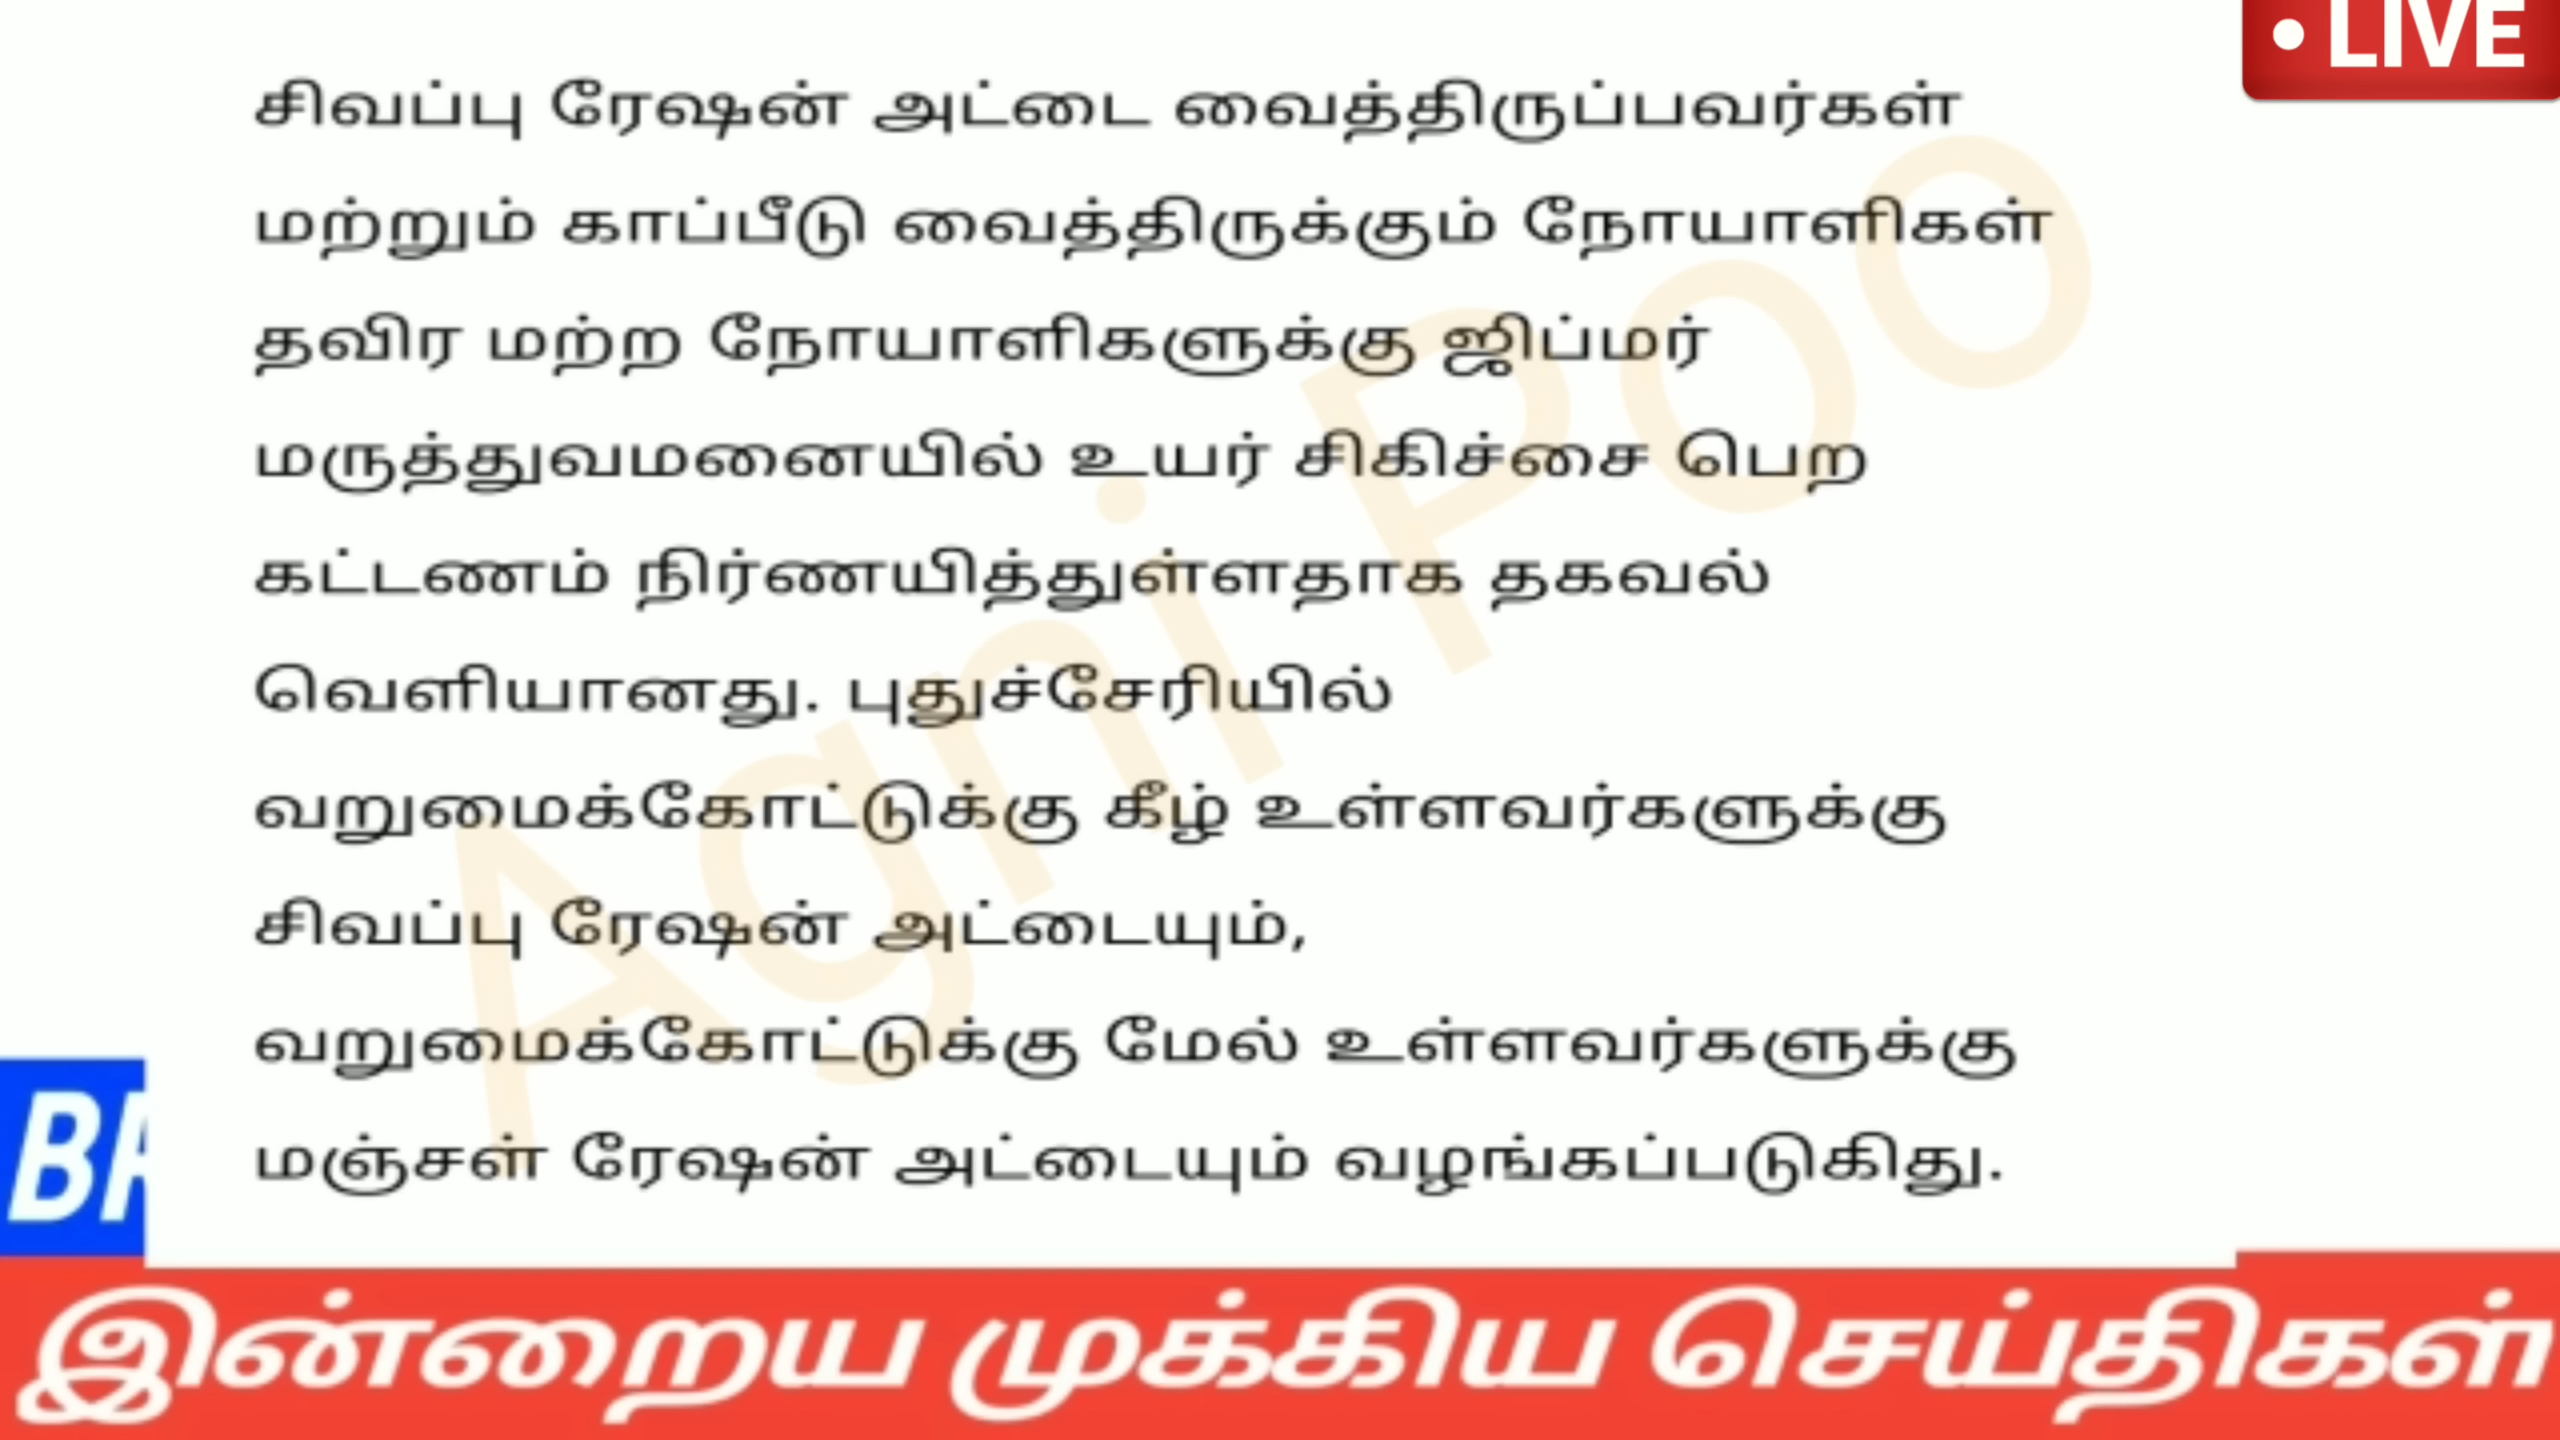 • LIVE
சிவப்பு ரேஷன் அட்டை வைத்திருப்பவர்கள்
மற்றும் காப்பீடு வைத்திருக்கும் நோயாளிகள்
தவிர மற்ற நோயாளிகளுக்கு ஜிப்மர்
மருத்துவமனையில் உயர் சிகிச்சை பெற
கட்டணம் நிர்ணயித்துள்ளதாக தகவல்
வெளியானது. புதுச்சேரியில்
வறுமைக்கோட்டுக்கு கீழ் உள்ளவர்களுக்கு
சிவப்பு ரேஷன் அட்டையும்,
வறுமைக்கோட்டுக்கு மேல் உள்ளவர்களுக்கு
மஞ்சள் ரேஷன் அட்டையும் வழங்கப்படுகிது.
Agni Poo
இன்றைய முக்கிய செய்திகள்